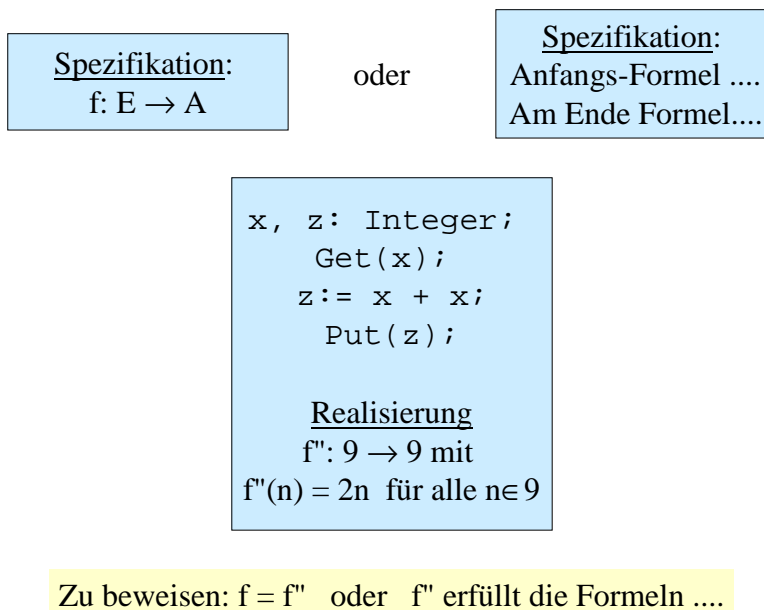 Spezifikation:
f: E → A
oder
Spezifikation:
Anfangs-Formel ....
Am Ende Formel....
x, z: Integer;
Get(x);
z:= x + x;
Put(z);
Realisierung
f": 9 → 9 mit
f"(n) = 2n für alle n∈9
Zu beweisen: f = f" oder f" erfüllt die Formeln ....